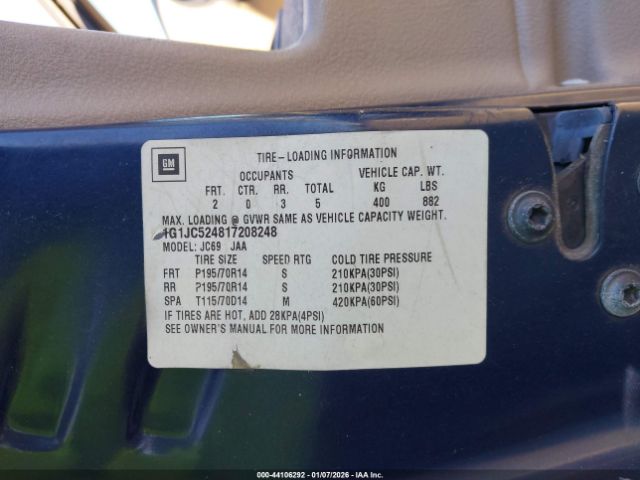 GM
TIRE-LOADING INFORMATION
OCCUPANTS VEHICLE CAP. WT.
FRT. CTR. RR. TOTAL KG LBS
2 0 3 5 400 882
MAX. LOADING @ GVWR SAME AS VEHICLE CAPACITY WEIGHT.
1G1JC524817208248
MODEL: JC69 JAA
TIRE SIZE SPEED RTG COLD TIRE PRESSURE
FRT P195/70R14 S 210KPA(30PSI)
RR P195/70R14 S 210KPA(30PSI)
SPA T115/70D14 M 420KPA(60PSI)
IF TIRES ARE HOT, ADD 28KPA(4PSI)
SEE OWNER'S MANUAL FOR MORE INFORMATION
000-44106292 - 01/07/2026 - IAA, Inc.